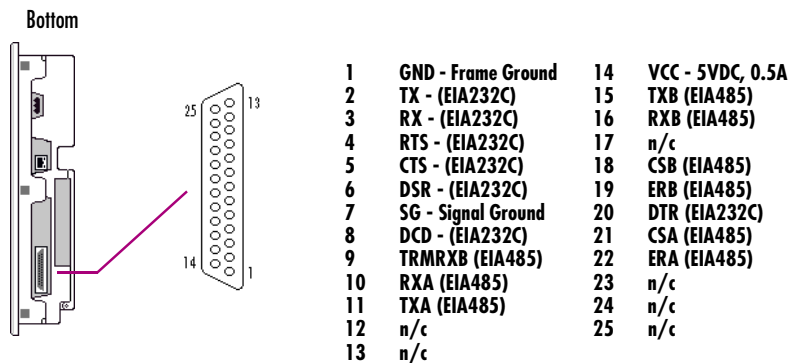 Bottom
25
13
14
1
1 GND - Frame Ground
2 TX - (EIA232C)
3 RX - (EIA232C)
4 RTS - (EIA232C)
5 CTS - (EIA232C)
6 DSR - (EIA232C)
7 SG - Signal Ground
8 DCD - (EIA232C)
9 TRMRXB (EIA485)
10 RXA (EIA485)
11 TXA (EIA485)
12 n/c
13 n/c
14 VCC - 5VDC, 0.5A
15 TXB (EIA485)
16 RXB (EIA485)
17 n/c
18 CSB (EIA485)
19 ERB (EIA485)
20 DTR (EIA232C)
21 CSA (EIA485)
22 ERA (EIA485)
23 n/c
24 n/c
25 n/c